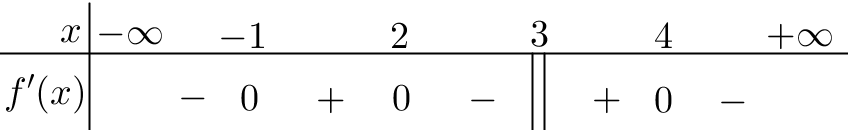 x −∞ −1 2 3 4 +∞
f′(x) − 0 + 0 − || + 0 −